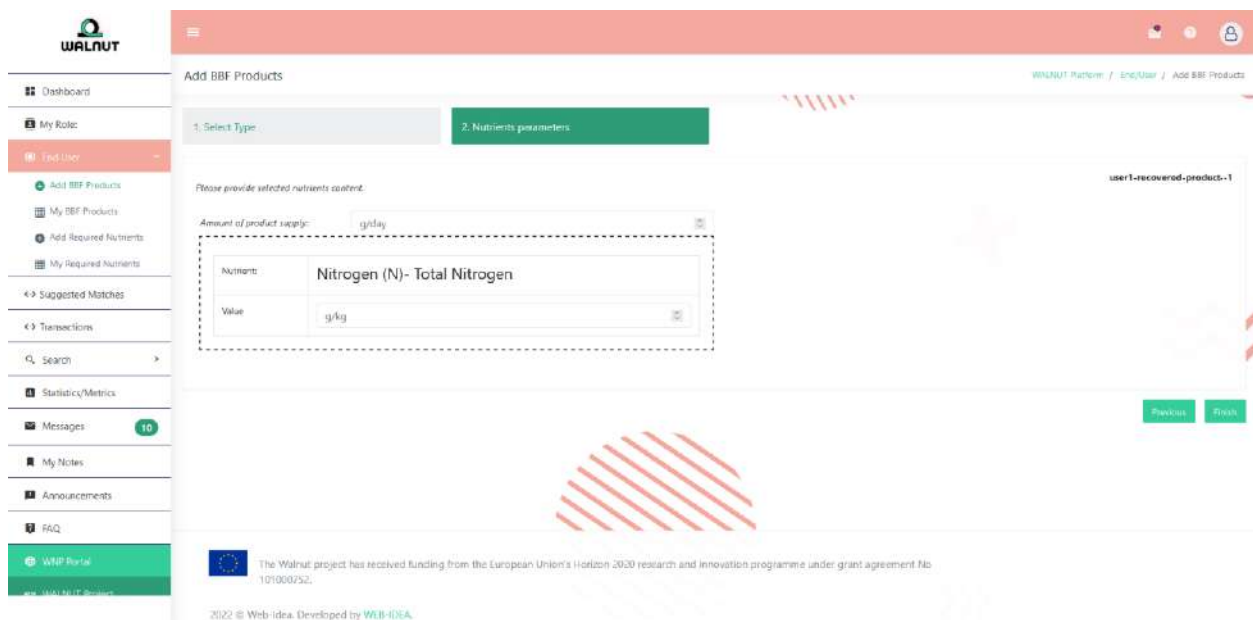 WALNUT
Dashboard
My Role:
End User
Add BBF Products
My BBF Products
Add Required Nutrients
My Required Nutrients
Suggested Matches
Transactions
Search
Statistics/Metrics
Messages 10
My Notes
Announcements
FAQ
WNP Portal
WALNUT Project
Add BBF Products
WALNUT Platform / End/User / Add BBF Products
1. Select Type
2. Nutrients parameters
user1-recovered-product--1
Please provide selected nutrients content.
Amount of product supply: g/day
Nutrient: Nitrogen (N)- Total Nitrogen
Value g/kg
Previous Finish
The Walnut project has received funding from the European Union's Horizon 2020 research and innovation programme under grant agreement No
101000752.
2022 © Web-Idea. Developed by WEB-IDEA.